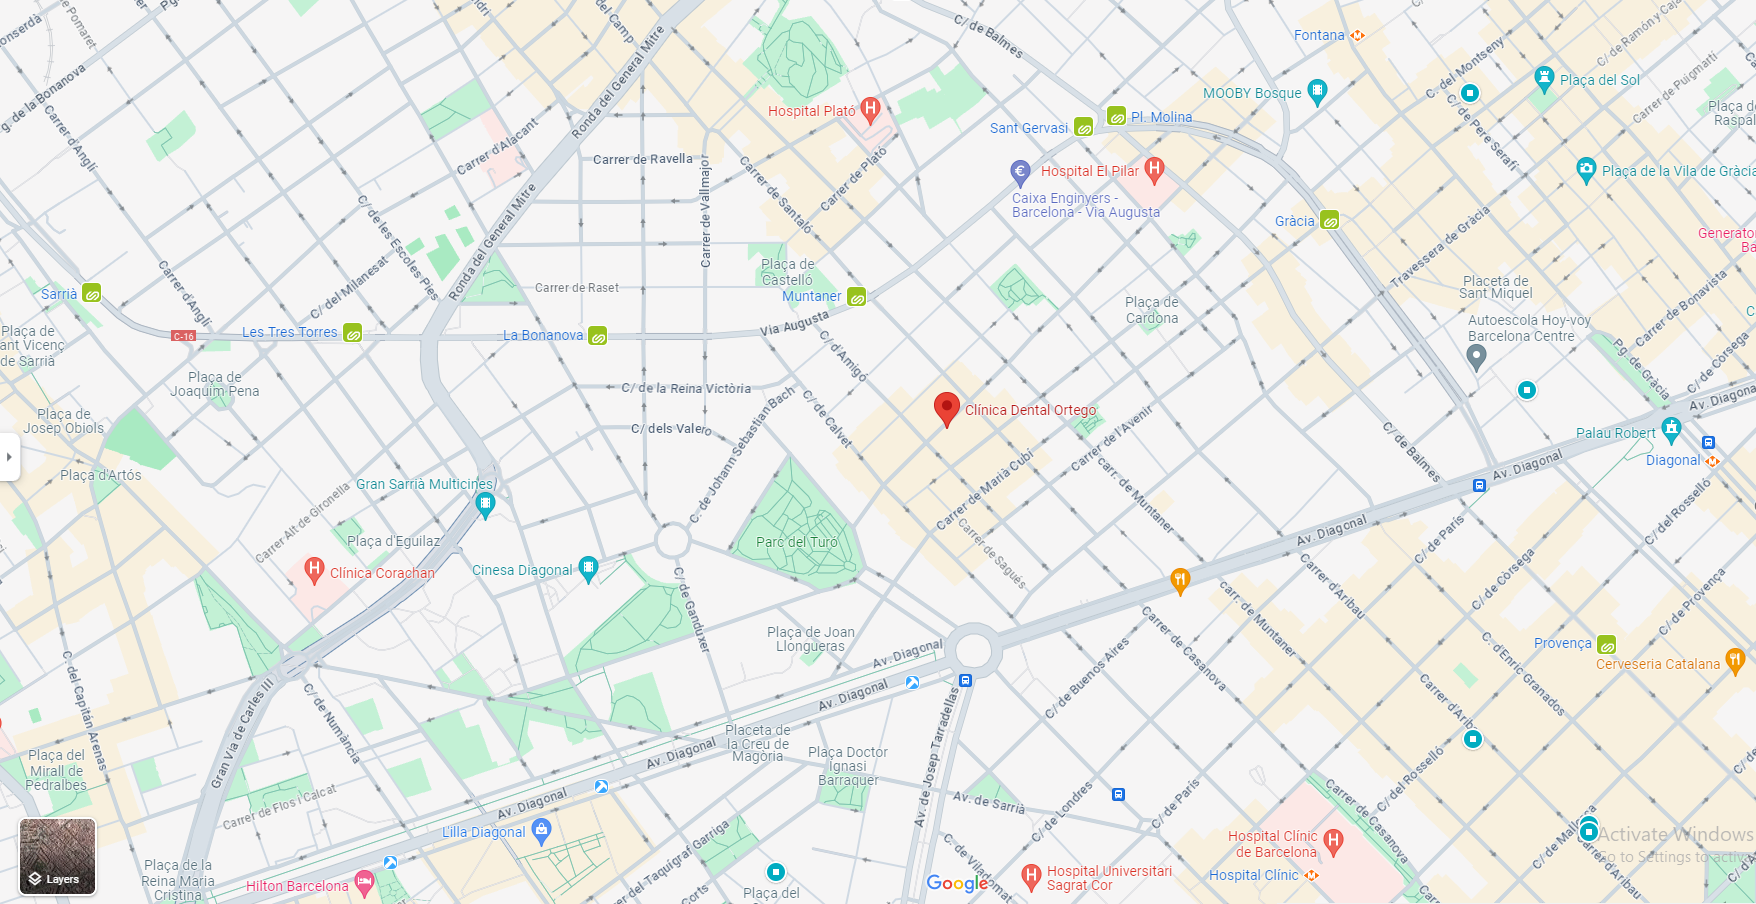 Fontana
C/. de Balmes
C. del Montseny
C/. de Ramón y Caj
Carrer de Puigmartí
Plaça del Sol
Plaça de
Raspal
MOOBY Bosque
C/. de Pere Serafí
Hospital Plató
Sant Gervasi
Pl. Molina
Ronda del General Mitre
del Camp
de Pomaret
onserdà
g. de la Bonanova
Carrer d'Anglí
Carrer d'Alacant
Carrer de Ravella
Carrer de Vallmajor
Carrer de Santaló
Carrer de Plató
Hospital El Pilar
Caixa Enginyers -
Barcelona - Via Augusta
Plaça de la Vila de Gràcia
Gràcia
Travessera de Gràcia
Generator
Ba
C/. de les Escoles Pies
Ronda del General Mitre
Carrer d'Anglí
C/ del Milanesat
Sarrià
Plaça de
Castelló
Muntaner
Carrer de Raset
Placeta de
Sant Miquel
Carrer de Bonavista
Plaça de
Cardona
Autoescola Hoy-voy
Barcelona Centre
C-16
Les Tres Torres
La Bonanova
Via Augusta
C/. d'Amigó
Plaça de
ant Vicenç
de Sarrià
Pg. de Gràcia
C/ de Còrsega
Plaça de
Joaquim Pena
C/ de la Reina Victòria
C/ de Calvet
C. de Johann Sebastian Bach
C/ dels Valero
Clínica Dental Ortego
Av. Diagonal
Plaça de
Josep Obiols
Carrer de l'Avenir
Carrer de Marià Cubí
carr. de Muntaner
C/. de Balmes
Palau Robert
Diagonal
Av. Diagonal
Plaça d'Artós
Gran Sarrià Multicines
Carrer Alt de Gironella
C/ del Rosselló
Plaça d'Eguilaz
Parc del Turó
Carrer de Sagués
Av. Diagonal
C/ de París
Clínica Corachan
Cinesa Diagonal
C/. de Ganduxer
Carrer d'Aribau
carr. de Muntaner
C/ de Còrsega
C/ de Provença
Plaça de Joan
Llongueras
Av. Diagonal
C/ de Buenos Aires
Carrer de Casanova
Provença
Cerveseria Catalana
C. d'Enric Granados
C. del Capitán Arenas
Gran Via de Carles III
C/. de Numància
Av. Diagonal
Av. de Josep Tarradellas
Carrer d'Aribau
Placeta de
la Creu de
Magòria
Av. Diagonal
Plaça Doctor
Ignasi
Barraquer
C/ del Rosselló
Plaça del
Mirall de
Pedralbes
Carrer de Flos i Calcat
Av. Diagonal
Av. de Sarrià
C/ de Londres
C/ de París
Carrer de Casanova
L'illa Diagonal
Hospital Clínic
de Barcelona
C/ de Mallorca
Activate Windows
Go to Settings to activa
Layers
Plaça de la
Reina Maria
Cristina
Hilton Barcelona
C/ del Taquígraf Garriga
Corts
Plaça del
Google
C. de Viladomat
Hospital Universitari
Sagrat Cor
Hospital Clínic
d'Aribau